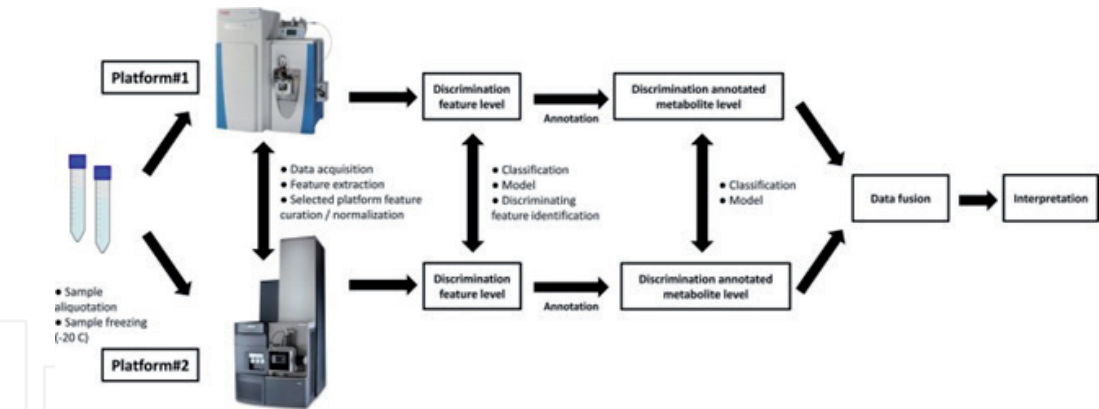 Platform#1
Discrimination
feature level
Annotation
Discrimination annotated
metabolite level
● Data acquisition
● Feature extraction
● Selected platform feature
curation / normalization
● Classification
● Model
● Discriminating
feature identification
● Classification
● Model
Data fusion
Interpretation
● Sample
aliquotation
● Sample freezing
(-20 C)
Platform#2
Discrimination
feature level
Annotation
Discrimination annotated
metabolite level